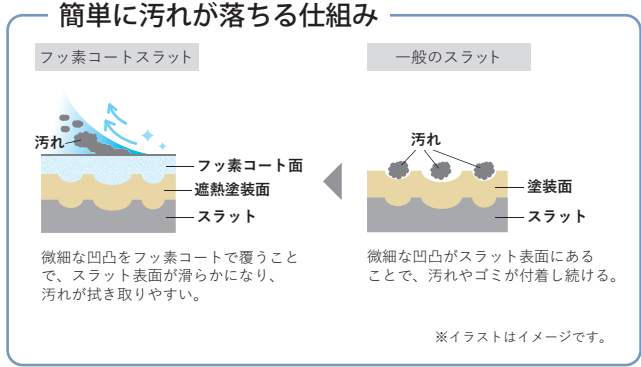 簡単に汚れが落ちる仕組み
フッ素コートスラット
汚れ
フッ素コート面
遮熱塗装面
スラット
微細な凹凸をフッ素コートで覆うこと
で、スラット表面が滑らかになり、
汚れが拭き取りやすい。
一般のスラット
汚れ
塗装面
スラット
微細な凹凸がスラット表面にある
ことで、汚れやゴミが付着し続ける。
※イラストはイメージです。